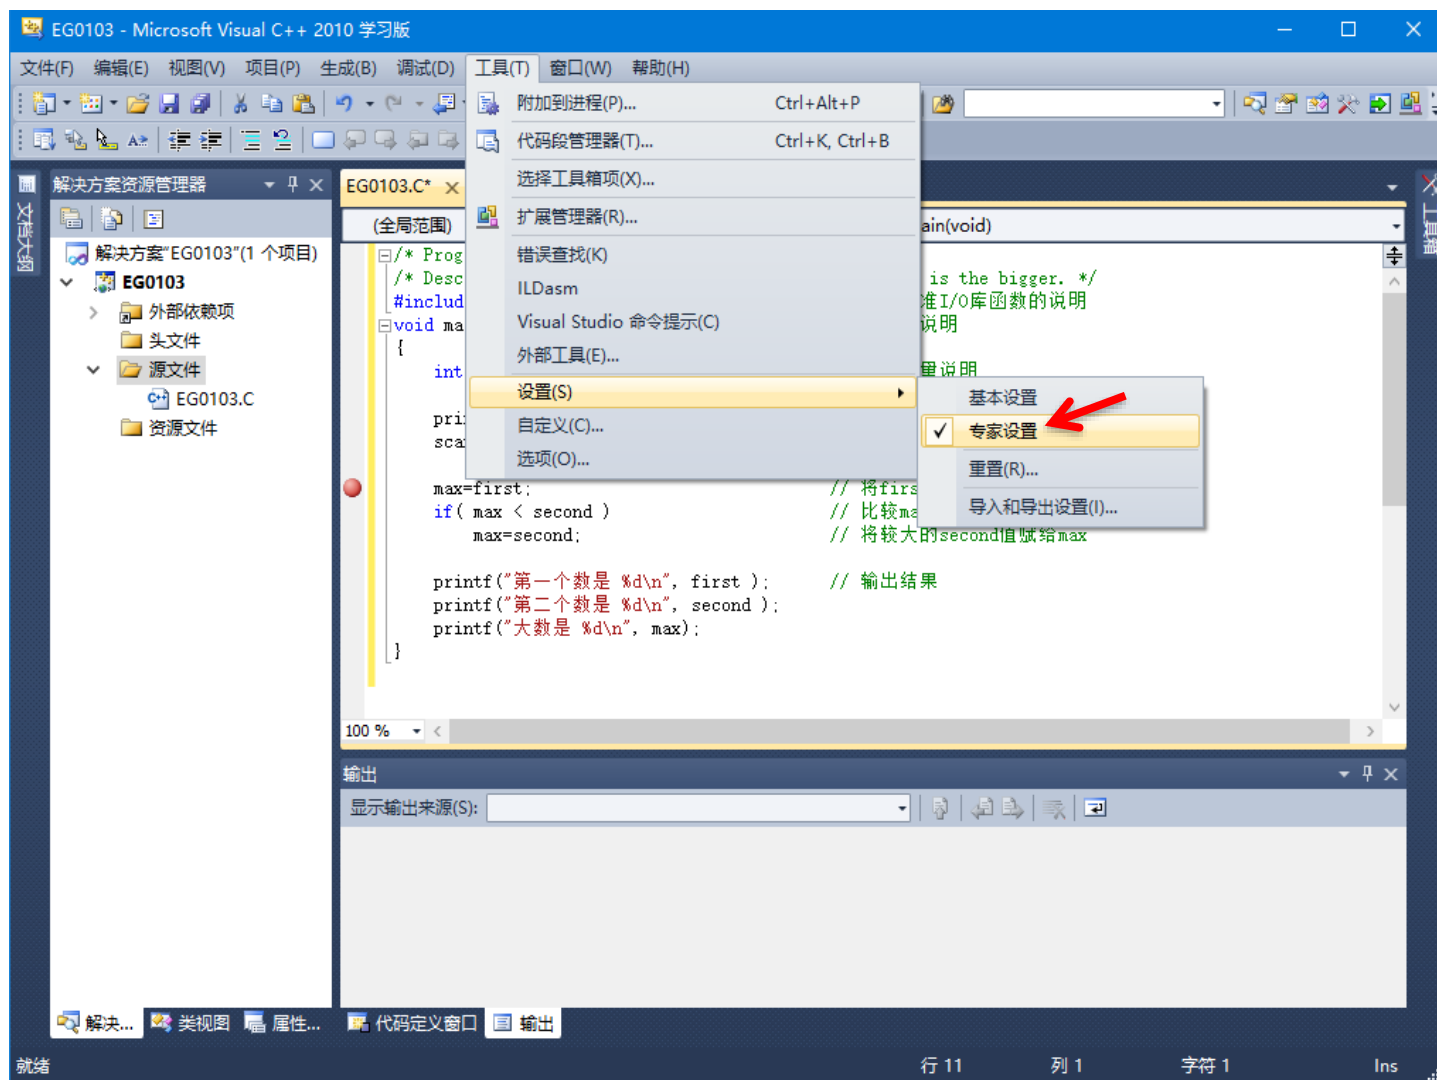 EG0103 - Microsoft Visual C++ 2010 学习版
文件(F) 编辑(E) 视图(V) 项目(P) 生成(B) 调试(D) 工具(T) 窗口(W) 帮助(H)
附加到进程(P)... Ctrl+Alt+P
代码段管理器(T)... Ctrl+K, Ctrl+B
选择工具箱项(X)...
扩展管理器(R)...
错误查找(K)
ILDasm
Visual Studio 命令提示(C)
外部工具(E)...
设置(S)
自定义(C)...
选项(O)...
基本设置
专家设置
重置(R)...
导入和导出设置(I)...
文档大纲
解决方案资源管理器
解决方案"EG0103"(1 个项目)
EG0103
外部依赖项
头文件
源文件
EG0103.C
资源文件
EG0103.C*
工具箱
(全局范围) ain(void)
/* Prog
/* Desc is the bigger. */
#includ 准I/O库函数的说明
void ma 说明
{
int 量说明
pri
sca
max=first; // 将firs
if( max < second ) // 比较ma
max=second; // 将较大的second值赋给max
printf("第一个数是 %d\n", first ); // 输出结果
printf("第二个数是 %d\n", second );
printf("大数是 %d\n", max);
}
100 %
输出
显示输出来源(S):
解决... 类视图 属性... 代码定义窗口 输出
就绪 行 11 列 1 字符 1 Ins